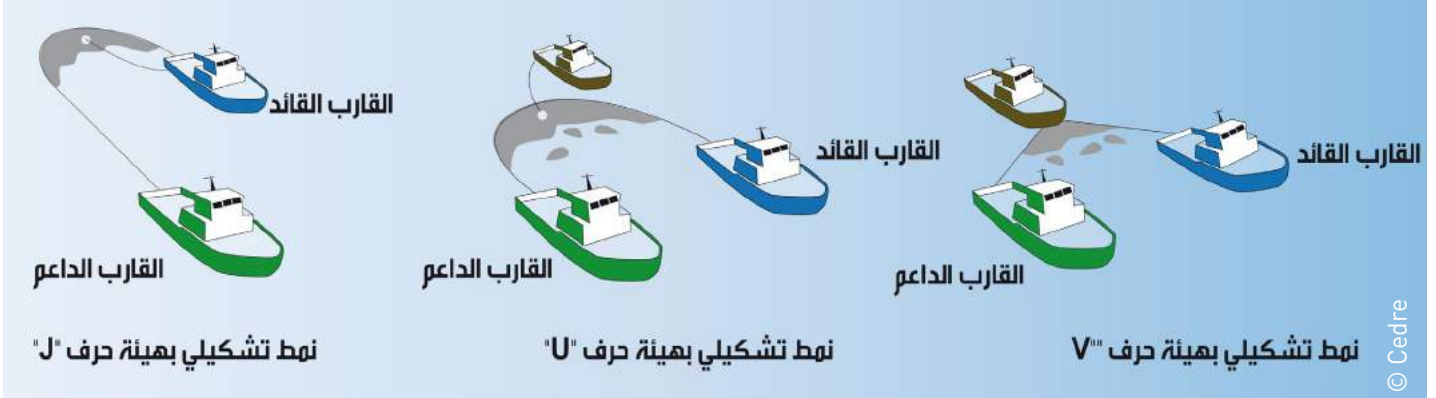 القارب القائد
القارب الداعم
نمط تشكيلي بهيئة حرف "J"
القارب القائد
القارب الداعم
نمط تشكيلي بهيئة حرف "U"
القارب القائد
القارب الداعم
نمط تشكيلي بهيئة حرف ""V
© Cedre